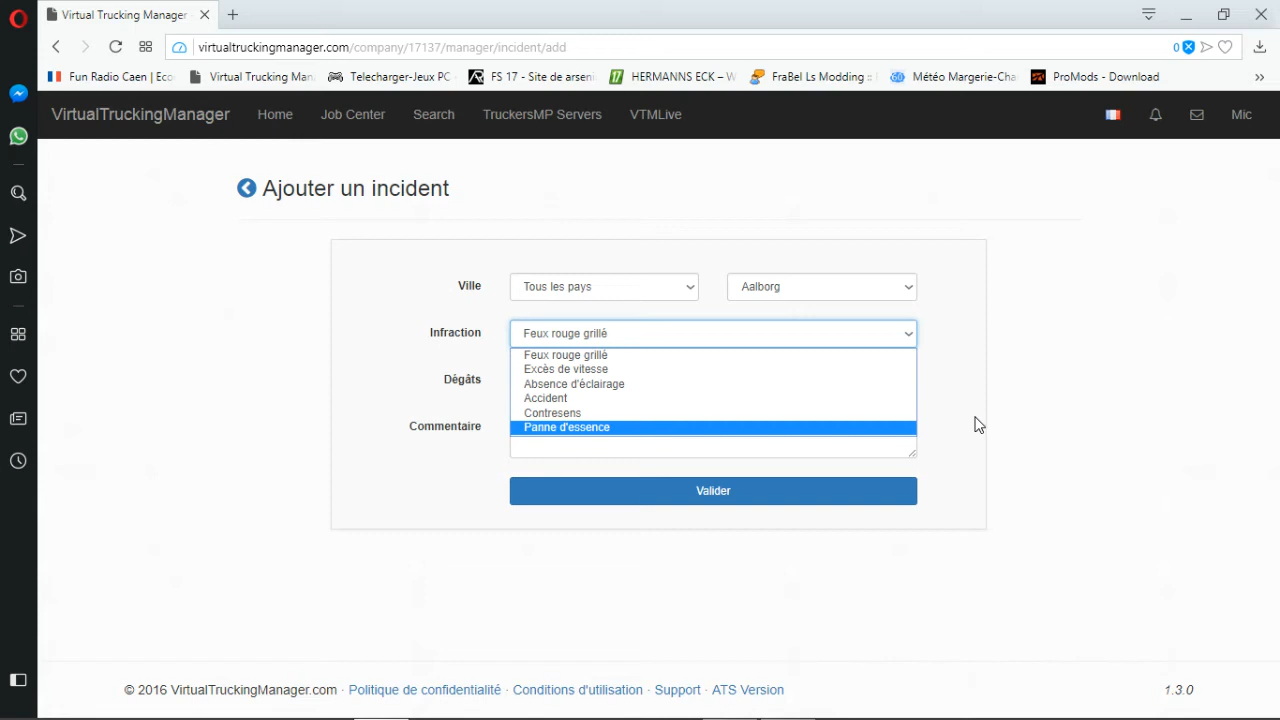 Virtual Trucking Manager
virtualtruckingmanager.com/company/17137/manager/incident/add
0
Fun Radio Caen | Eco
Virtual Trucking Man
Telecharger-Jeux PC
FS 17 - Site de arseni
HERMANNS ECK – W
FraBel Ls Modding ::
Météo Margerie-Cha
ProMods - Download
»
VirtualTruckingManager
Home
Job Center
Search
TruckersMP Servers
VTMLive
Mic
Ajouter un incident
Ville
Tous les pays
Aalborg
Infraction
Feux rouge grillé
Feux rouge grillé
Excès de vitesse
Absence d'éclairage
Accident
Contresens
Panne d'essence
Dégâts
Commentaire
Valider
© 2016 VirtualTruckingManager.com · Politique de confidentialité · Conditions d'utilisation · Support · ATS Version
1.3.0